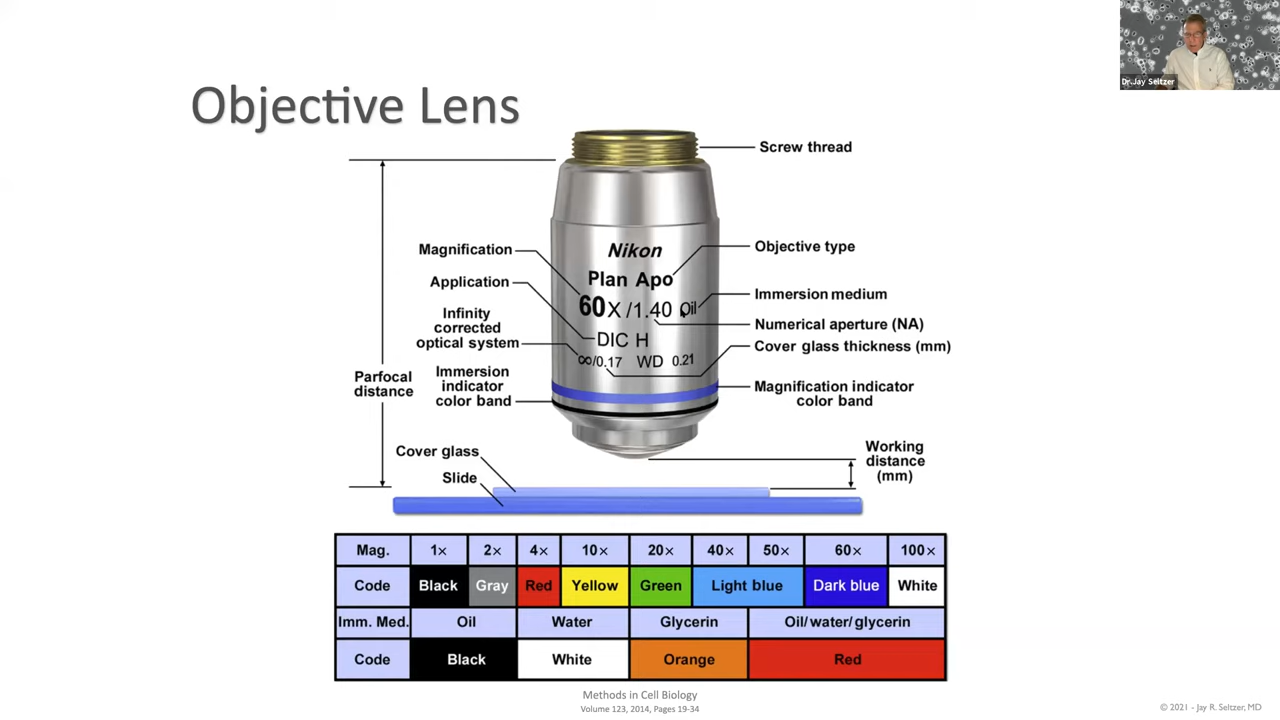 Dr.Jay Seltzer
Objective Lens
Screw thread
Magnification
Application
Infinity
corrected
optical system
Immersion
indicator
color band
Parfocal
distance
Cover glass
Slide
Nikon
Plan Apo
60X/1.40 Oil
DIC H
∞/0.17 WD 0.21
Objective type
Immersion medium
Numerical aperture (NA)
Cover glass thickness (mm)
Magnification indicator
color band
Working
distance
(mm)
Mag. 1× 2× 4× 10× 20× 40× 50× 60× 100×
Code Black Gray Red Yellow Green Light blue Dark blue White
Imm. Med. Oil Water Glycerin Oil/water/glycerin
Code Black White Orange Red
Methods in Cell Biology
Volume 123, 2014, Pages 19-34
© 2021 - Jay R. Seltzer, MD